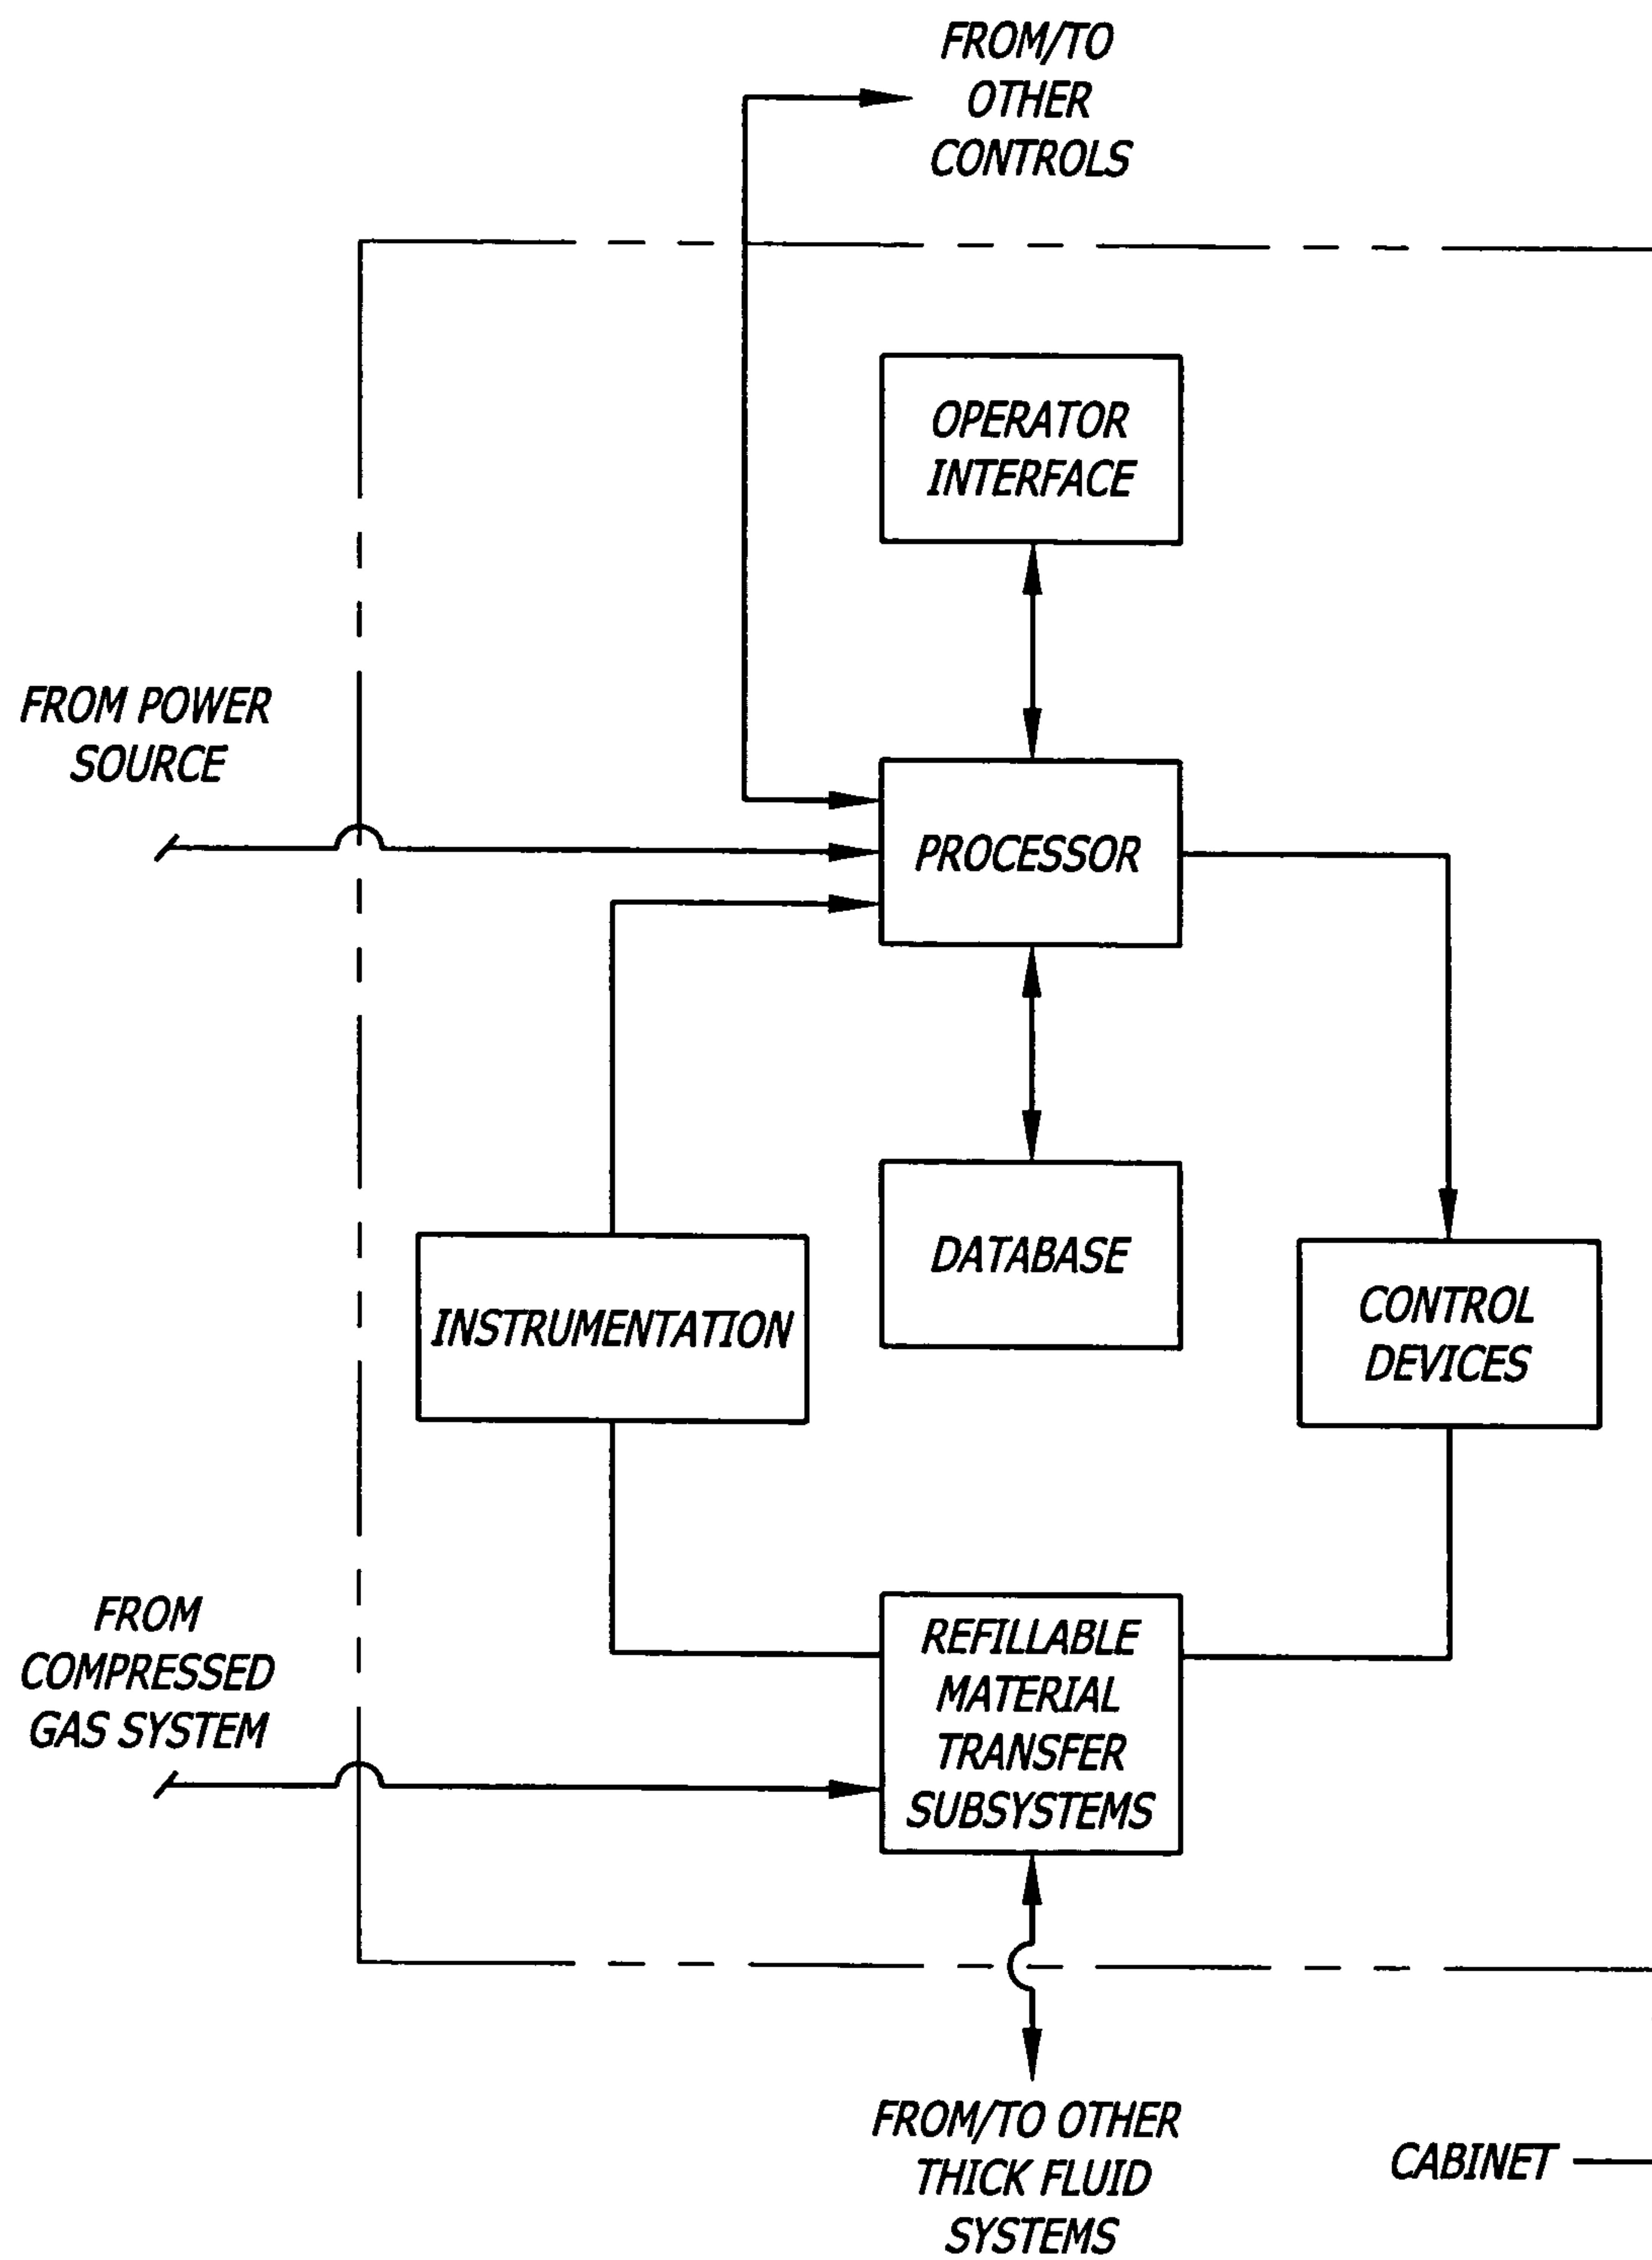 FROM/TO
OTHER
CONTROLS
OPERATOR
INTERFACE
FROM POWER
SOURCE
PROCESSOR
DATABASE
INSTRUMENTATION
CONTROL
DEVICES
FROM
COMPRESSED
GAS SYSTEM
REFILLABLE
MATERIAL
TRANSFER
SUBSYSTEMS
FROM/TO OTHER
THICK FLUID
SYSTEMS
CABINET